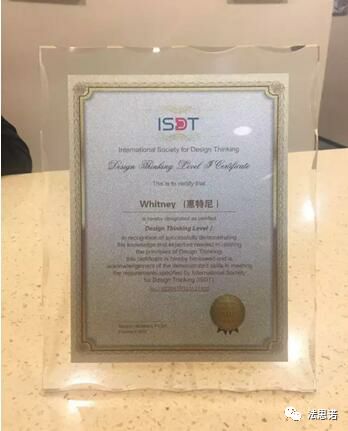 ISDT
International Society for Design Thinking
Design Thinking Level I Certificate
This is to certify that
Whitney （惠特尼）
is hereby designated as certified
Design Thinking Level I
In recognition of successfully demonstrating
the knowledge and expertise needed in utilizing
the principles of Design Thinking,
this certificate is hereby bestowed and is
acknowledgement of the demonstrated skills in meeting
the requirements specified by International Society
for Design Thinking (ISDT)
法思诺